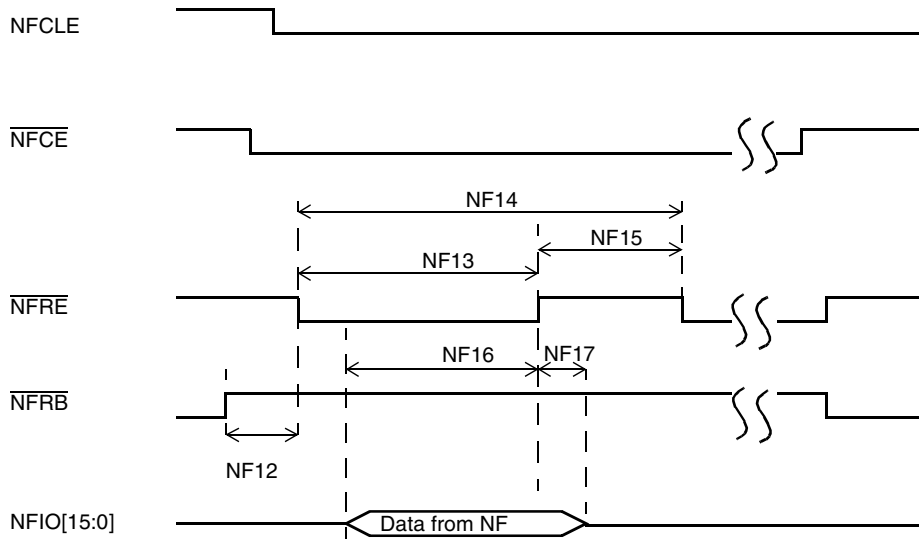 NFCLE
NFCE
NF14
NF15
NF13
NFRE
NF16
NF17
NFRB
NF12
NFIO[15:0]
Data from NF